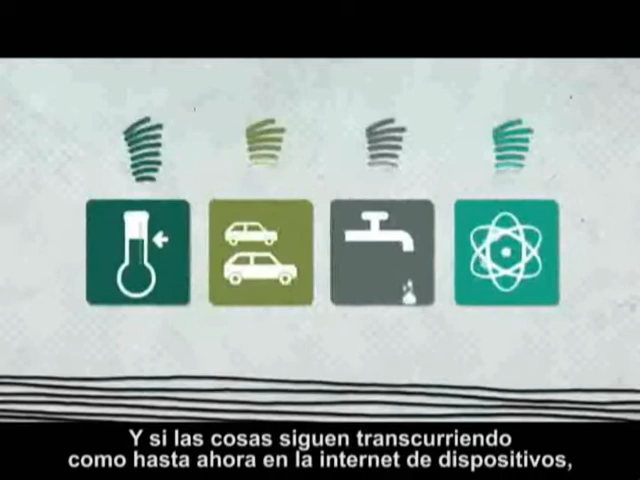 Y si las cosas siguen transcurriendo
como hasta ahora en la internet de dispositivos,